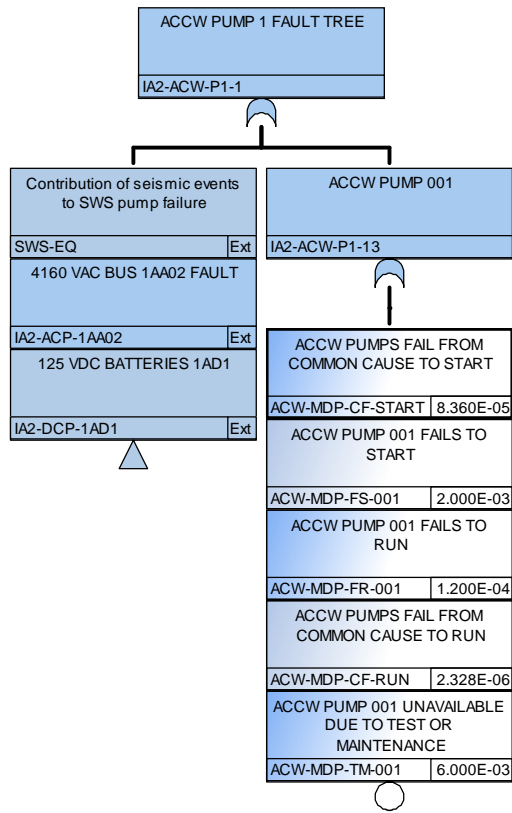 ACCW PUMP 1 FAULT TREE
IA2-ACW-P1-1
Contribution of seismic events
to SWS pump failure
SWS-EQ Ext
4160 VAC BUS 1AA02 FAULT
IA2-ACP-1AA02 Ext
125 VDC BATTERIES 1AD1
IA2-DCP-1AD1 Ext
ACCW PUMP 001
IA2-ACW-P1-13
ACCW PUMPS FAIL FROM
COMMON CAUSE TO START
ACW-MDP-CF-START 8.360E-05
ACCW PUMP 001 FAILS TO
START
ACW-MDP-FS-001 2.000E-03
ACCW PUMP 001 FAILS TO
RUN
ACW-MDP-FR-001 1.200E-04
ACCW PUMPS FAIL FROM
COMMON CAUSE TO RUN
ACW-MDP-CF-RUN 2.328E-06
ACCW PUMP 001 UNAVAILABLE
DUE TO TEST OR
MAINTENANCE
ACW-MDP-TM-001 6.000E-03